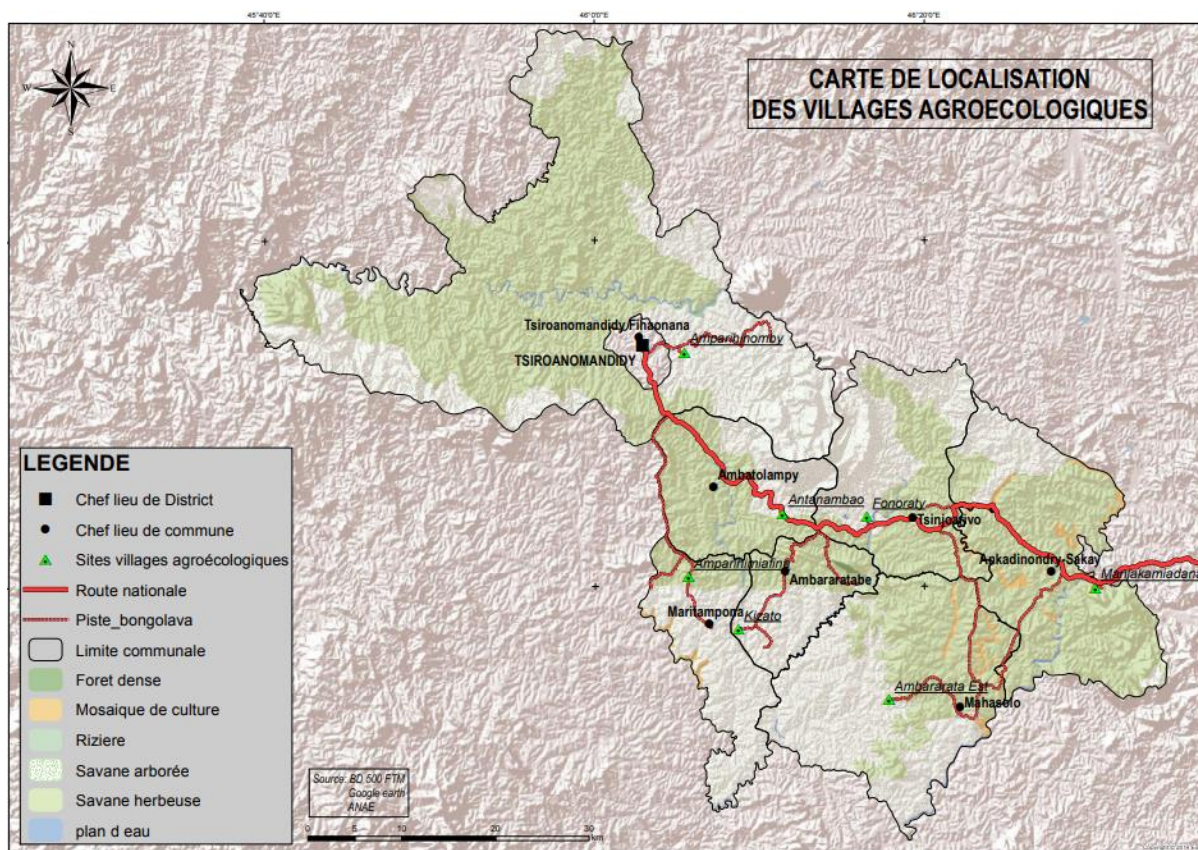 45°40'0"E
46°0'0"E
46°20'0"E
N
W
E
S
CARTE DE LOCALISATION
DES VILLAGES AGROECOLOGIQUES
Tsiroanomandidy Fihaonana
Amparihinomby
TSIROANOMANDIDY
Ambatolampy
Antanambao
Fonoraty
Tsinjoarivo
Ankadinondry-Sakay
Manjakamiadana
Ambararatabe
Maritampona
Kizato
Ambararata Est
Mahasolo
LEGENDE
Chef lieu de District
Chef lieu de commune
Sites villages agroécologiques
Route nationale
Piste_bongolava
Limite communale
Foret dense
Mosaique de culture
Riziere
Savane arborée
Savane herbeuse
plan d eau
Source: BD 500 FTM
Google earth
ANAE
0 5 10 20 30
km